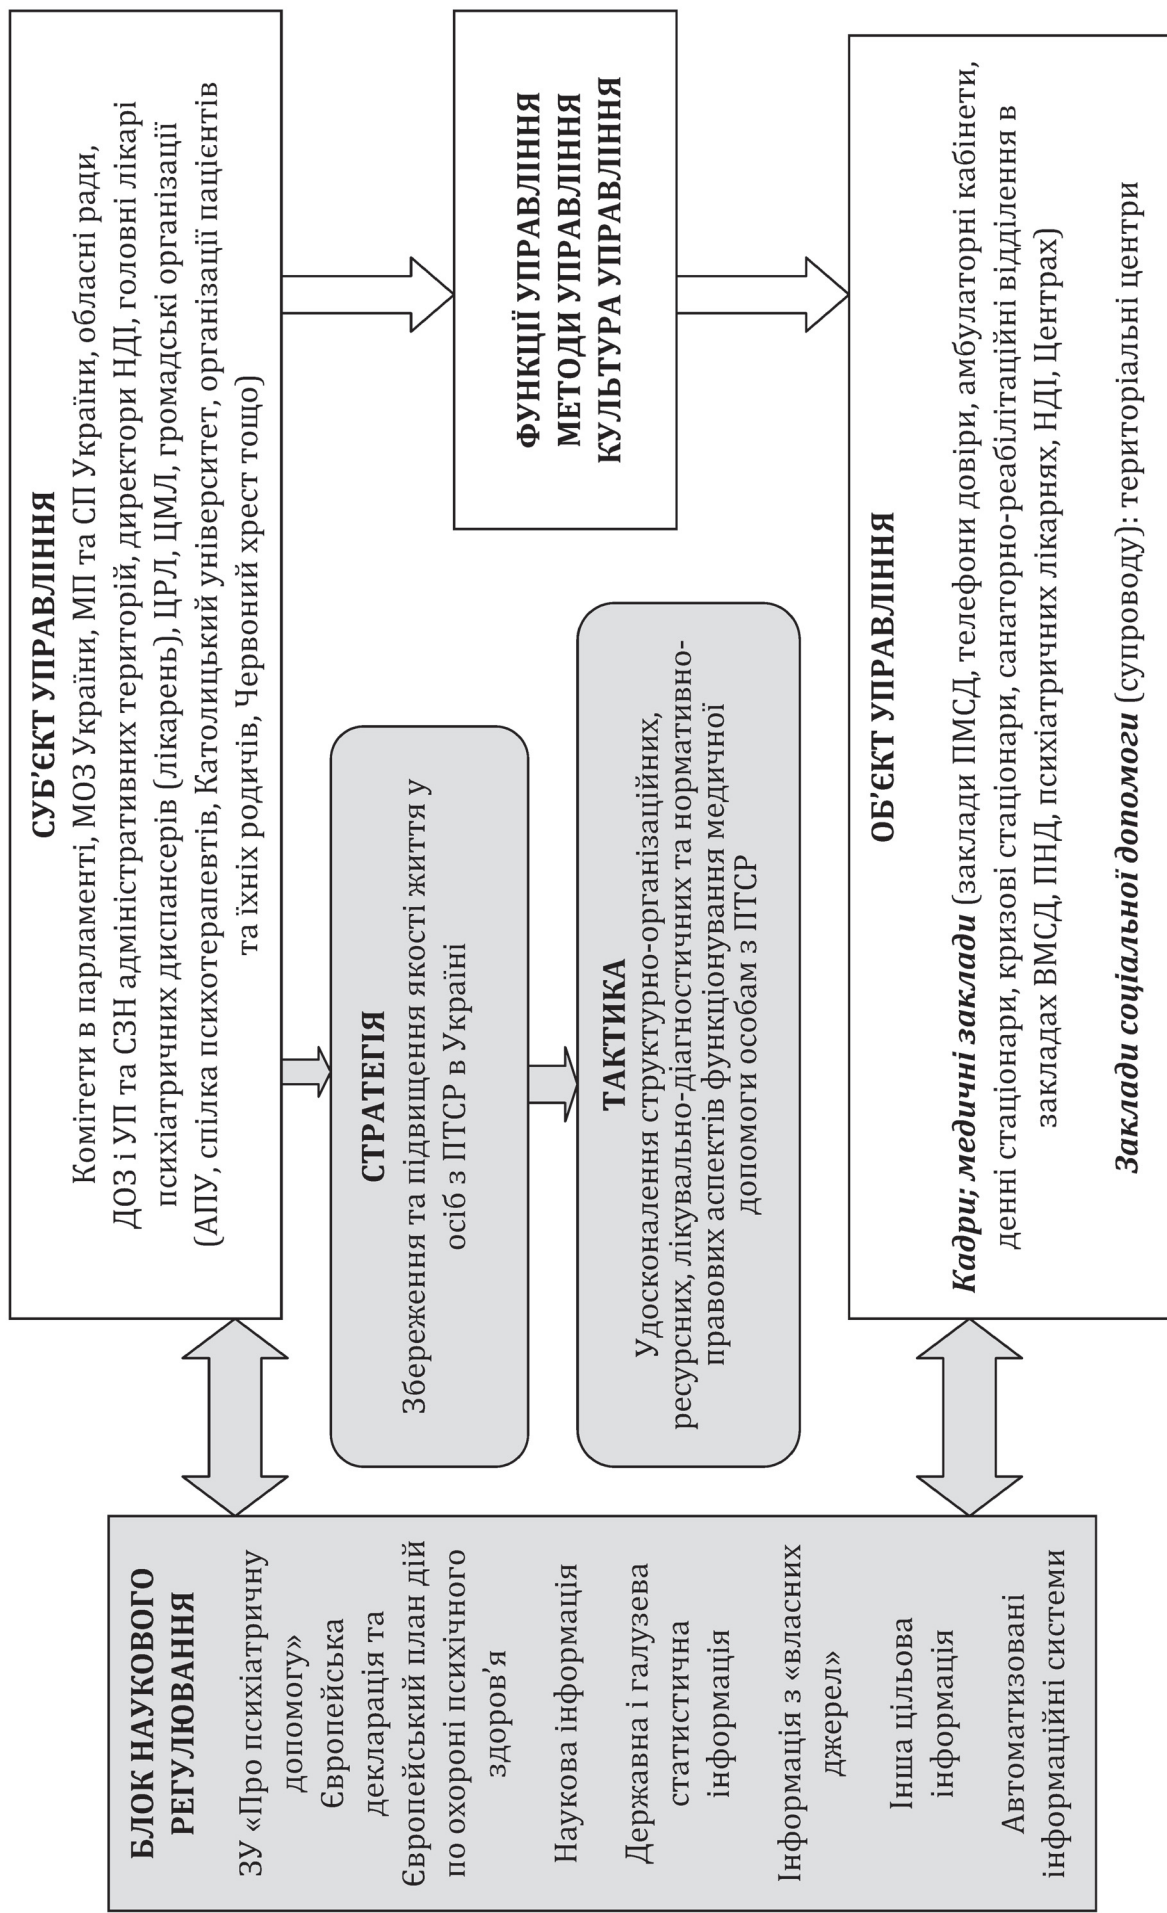 СУБ’ЄКТ УПРАВЛІННЯ
Комітети в парламенті, МОЗ України, МП та СП України, обласні ради,
ДОЗ і УП та СЗН адміністративних територій, директори НДІ, головні лікарі
психіатричних диспансерів (лікарень), ЦРЛ, ЦМЛ, громадські організації
(АПУ, спілка психотерапевтів, Католицький університет, організації пацієнтів
та їхніх родичів, Червоний хрест тощо)
БЛОК НАУКОВОГО
РЕГУЛЮВАННЯ
ЗУ «Про психіатричну
допомогу»
Європейська
декларація та
Європейський план дій
по охороні психічного
здоров’я
Наукова інформація
Державна і галузева
статистична
інформація
Інформація з «власних
джерел»
Інша цільова
інформація
Автоматизовані
інформаційні системи
СТРАТЕГІЯ
Збереження та підвищення якості життя у
осіб з ПТСР в Україні
ТАКТИКА
Удосконалення структурно-організаційних,
ресурсних, лікувально-діагностичних та нормативно-
правових аспектів функціонування медичної
допомоги особам з ПТСР
ФУНКЦІЇ УПРАВЛІННЯ
МЕТОДИ УПРАВЛІННЯ
КУЛЬТУРА УПРАВЛІННЯ
ОБ’ЄКТ УПРАВЛІННЯ
Кадри; медичні заклади (заклади ПМСД, телефони довіри, амбулаторні кабінети,
денні стаціонари, кризові стаціонари, санаторно-реабілітаційні відділення в
закладах ВМСД, ПНД, психіатричних лікарнях, НДІ, Центрах)
Заклади соціальної допомоги (супроводу): територіальні центри